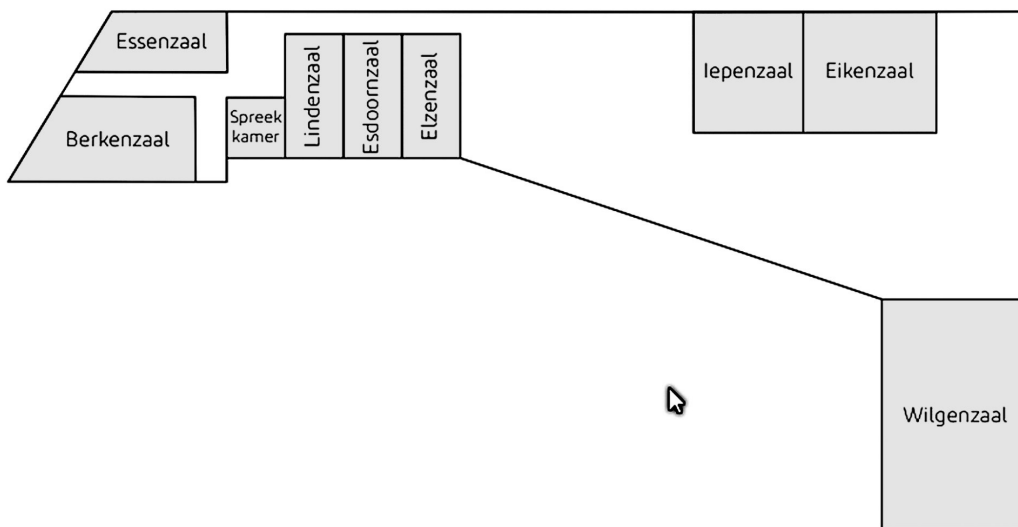 Essenzaal
Berkenzaal
Spreek
kamer
Lindenzaal
Esdoornzaal
Elzenzaal
Iepenzaal
Eikenzaal
Wilgenzaal